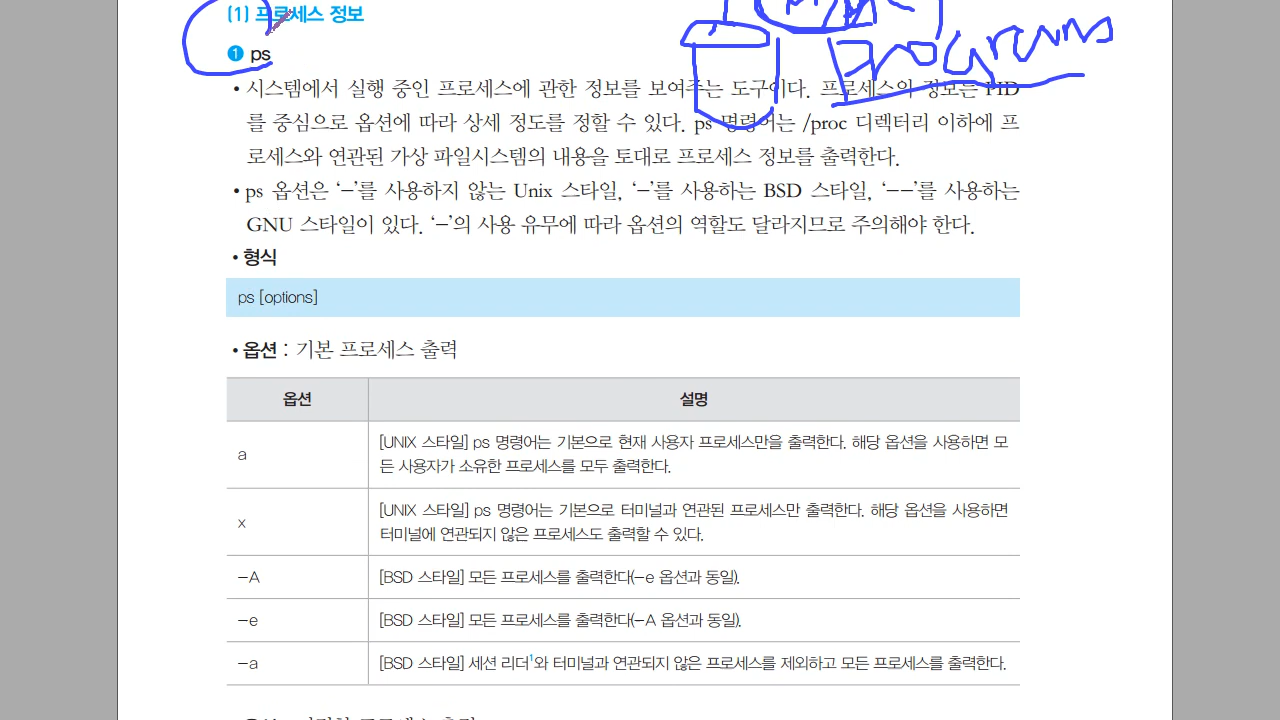 (1) 프로세스 정보
Programs
❶ ps
• 시스템에서 실행 중인 프로세스에 관한 정보를 보여주는 도구이다. 프로세스의 정보는 PID
를 중심으로 옵션에 따라 상세 정도를 정할 수 있다. ps 명령어는 /proc 디렉터리 이하에 프
로세스와 연관된 가상 파일시스템의 내용을 토대로 프로세스 정보를 출력한다.
• ps 옵션은 ‘−’를 사용하지 않는 Unix 스타일, ‘−’를 사용하는 BSD 스타일, ‘−−’를 사용하는
GNU 스타일이 있다. ‘−’의 사용 유무에 따라 옵션의 역할도 달라지므로 주의해야 한다.
• 형식
ps [options]
• 옵션 : 기본 프로세스 출력
옵션 설명
a [UNIX 스타일] ps 명령어는 기본으로 현재 사용자 프로세스만을 출력한다. 해당 옵션을 사용하면 모
든 사용자가 소유한 프로세스를 모두 출력한다.
x [UNIX 스타일] ps 명령어는 기본으로 터미널과 연관된 프로세스만 출력한다. 해당 옵션을 사용하면
터미널에 연관되지 않은 프로세스도 출력할 수 있다.
−A [BSD 스타일] 모든 프로세스를 출력한다(−e 옵션과 동일).
−e [BSD 스타일] 모든 프로세스를 출력한다(−A 옵션과 동일).
−a [BSD 스타일] 세션 리더1와 터미널과 연관되지 않은 프로세스를 제외하고 모든 프로세스를 출력한다.